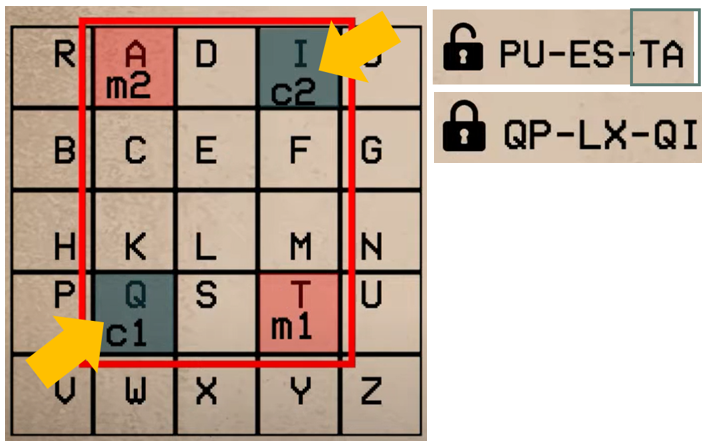 R A D I
m2 c2
B C E F G
H K L M N
P Q S T U
c1 m1
V W X Y Z
PU-ES-TA
QP-LX-QI